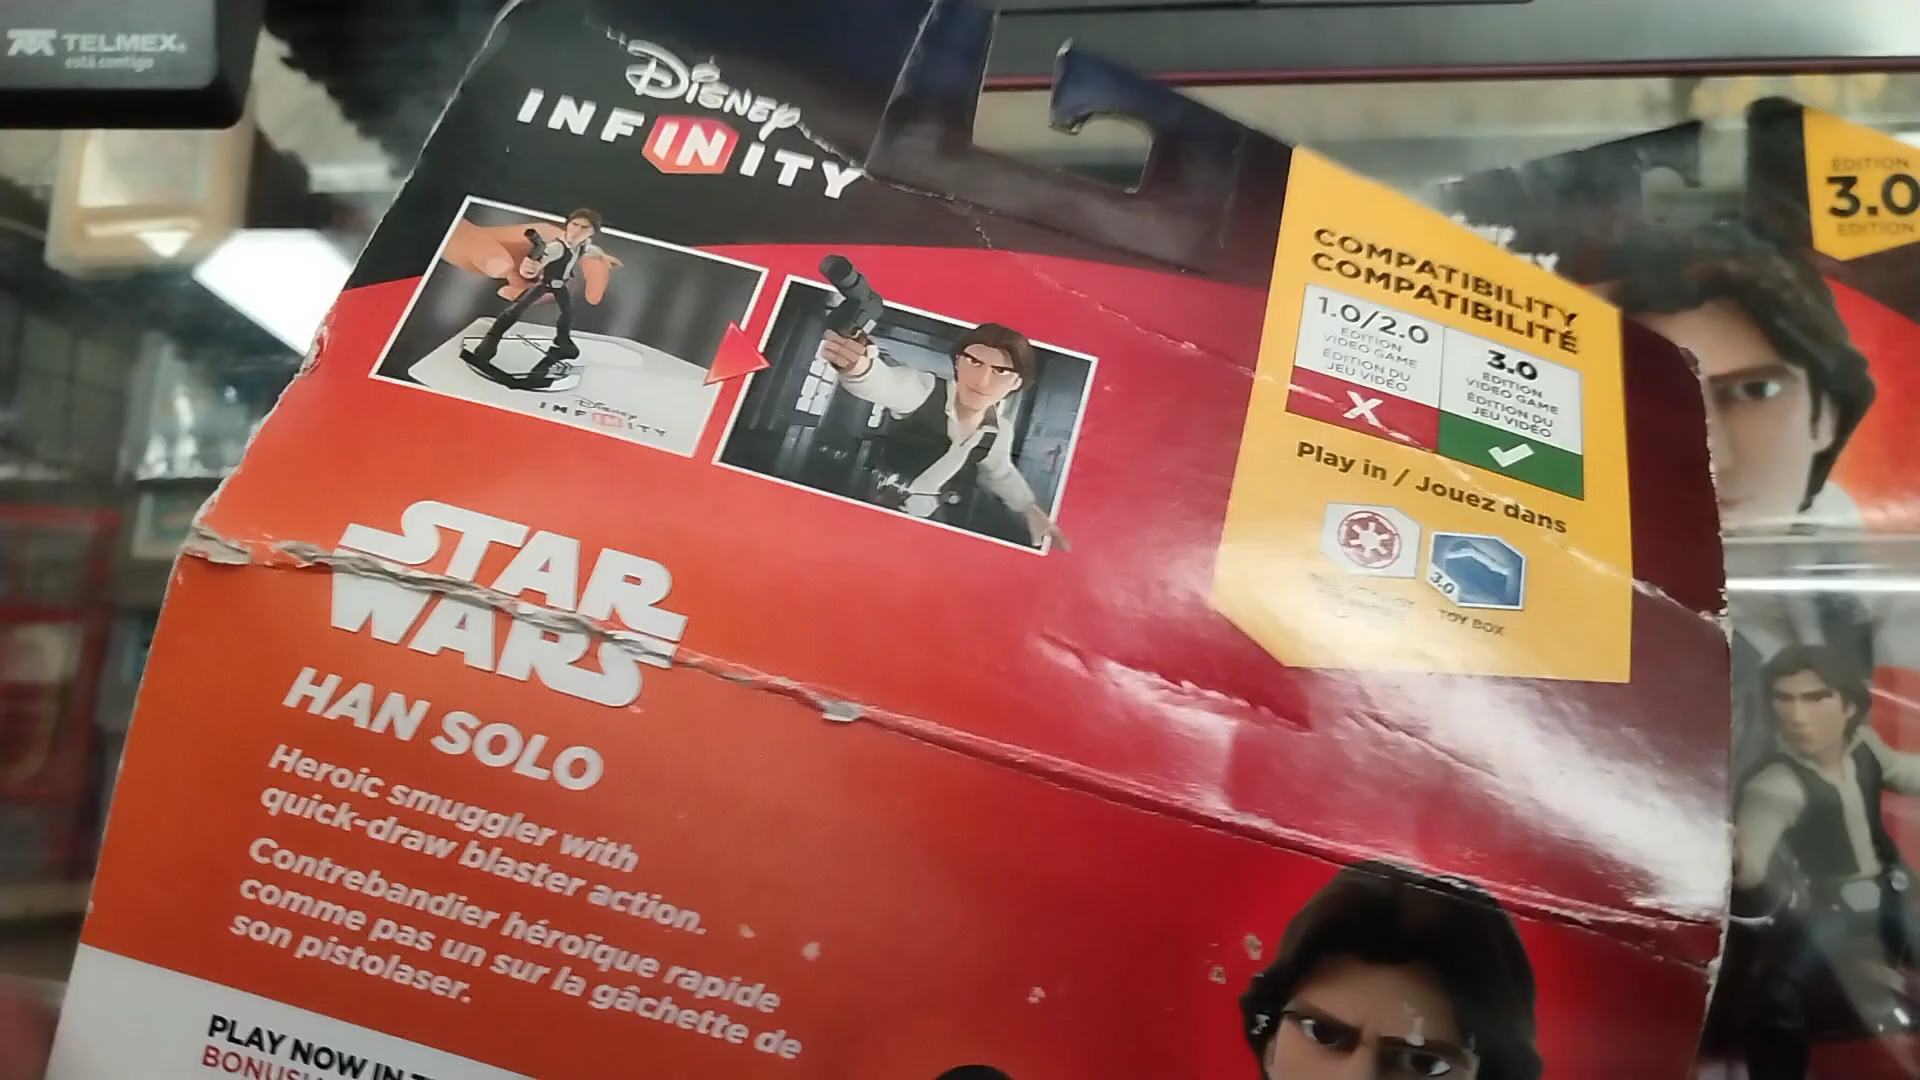 TELMEX
está contigo
Disney
INFINITY
Disney
INFINITY
COMPATIBILITY
COMPATIBILITÉ
1.0/2.0
EDITION
VIDEO GAME
ÉDITION DU
JEU VIDÉO
X
3.0
EDITION
VIDEO GAME
ÉDITION DU
JEU VIDÉO
Play in / Jouez dans
3.0
TOY BOX
EDITION
3.0
EDITION
STAR
WARS
HAN SOLO
Heroic smuggler with
quick-draw blaster action.
Contrebandier héroïque rapide
comme pas un sur la gâchette de
son pistolaser.
PLAY NOW IN
BONUS!